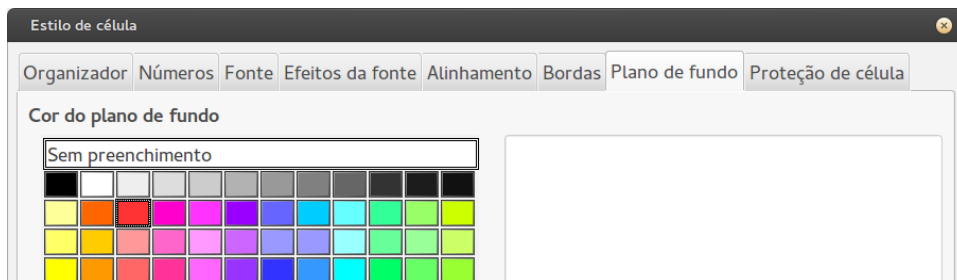 Estilo de célula
Organizador Números Fonte Efeitos da fonte Alinhamento Bordas Plano de fundo Proteção de célula
Cor do plano de fundo
Sem preenchimento